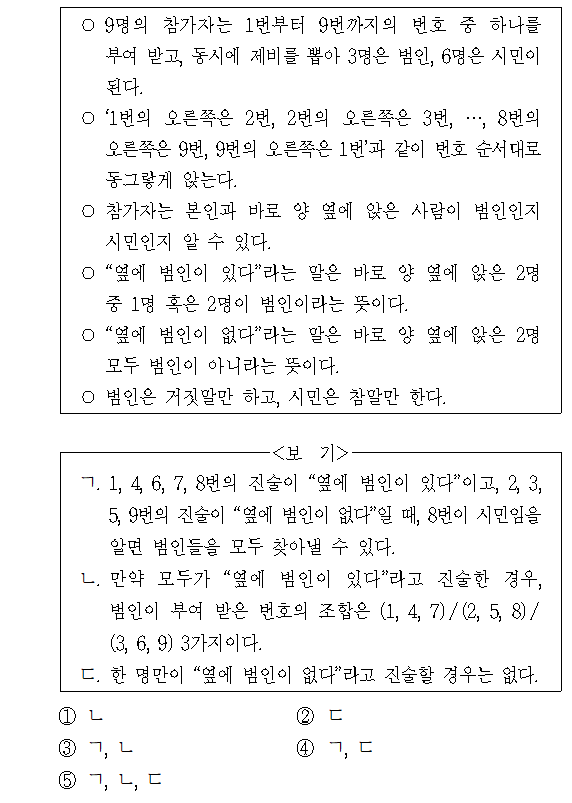 ○ 9명의 참가자는 1번부터 9번까지의 번호 중 하나를
부여 받고, 동시에 제비를 뽑아 3명은 범인, 6명은 시민이
된다.
○ ‘1번의 오른쪽은 2번, 2번의 오른쪽은 3번, …, 8번의
오른쪽은 9번, 9번의 오른쪽은 1번’과 같이 번호 순서대로
동그랗게 앉는다.
○ 참가자는 본인과 바로 양 옆에 앉은 사람이 범인인지
시민인지 알 수 있다.
○ “옆에 범인이 있다”라는 말은 바로 양 옆에 앉은 2명
중 1명 혹은 2명이 범인이라는 뜻이다.
○ “옆에 범인이 없다”라는 말은 바로 양 옆에 앉은 2명
모두 범인이 아니라는 뜻이다.
○ 범인은 거짓말만 하고, 시민은 참말만 한다.
<보 기>
ㄱ. 1, 4, 6, 7, 8번의 진술이 “옆에 범인이 있다”이고, 2, 3,
5, 9번의 진술이 “옆에 범인이 없다”일 때, 8번이 시민임을
알면 범인들을 모두 찾아낼 수 있다.
ㄴ. 만약 모두가 “옆에 범인이 있다”라고 진술한 경우,
범인이 부여 받은 번호의 조합은 (1, 4, 7)/(2, 5, 8)/
(3, 6, 9) 3가지이다.
ㄷ. 한 명만이 “옆에 범인이 없다”라고 진술할 경우는 없다.
① ㄴ ② ㄷ
③ ㄱ, ㄴ ④ ㄱ, ㄷ
⑤ ㄱ, ㄴ, ㄷ